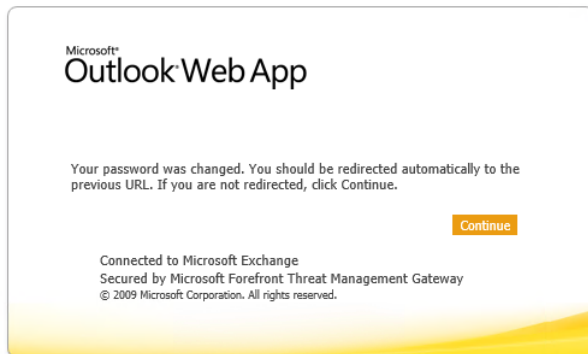 Microsoft®
Outlook® Web App
Your password was changed. You should be redirected automatically to the
previous URL. If you are not redirected, click Continue.
Continue
Connected to Microsoft Exchange
Secured by Microsoft Forefront Threat Management Gateway
© 2009 Microsoft Corporation. All rights reserved.